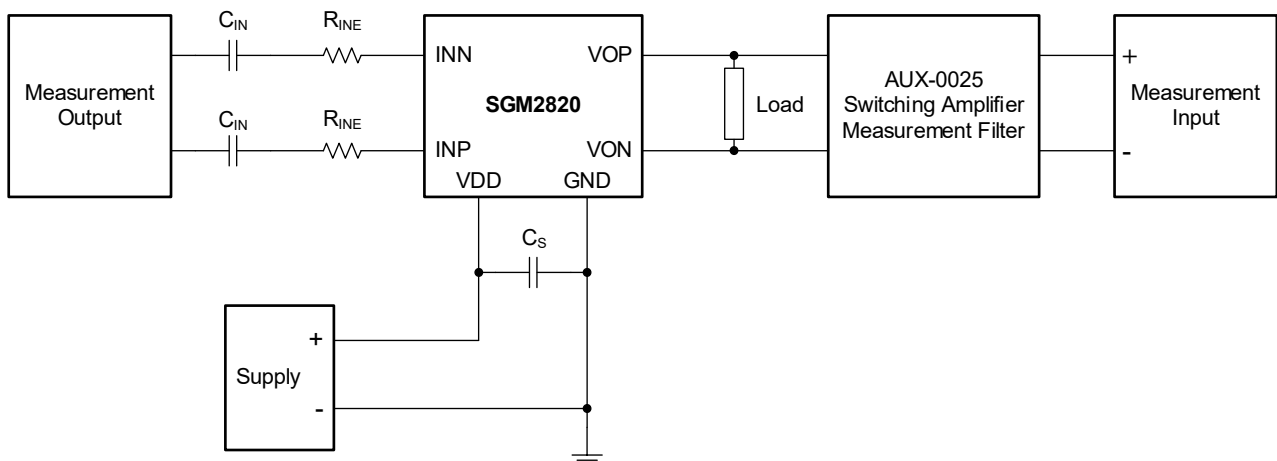 C_IN
R_INE
Measurement
Output
C_IN
R_INE
INN
VOP
SGM2820
INP
VON
VDD
GND
Load
AUX-0025
Switching Amplifier
Measurement Filter
+
Measurement
Input
-
C_S
+
Supply
-